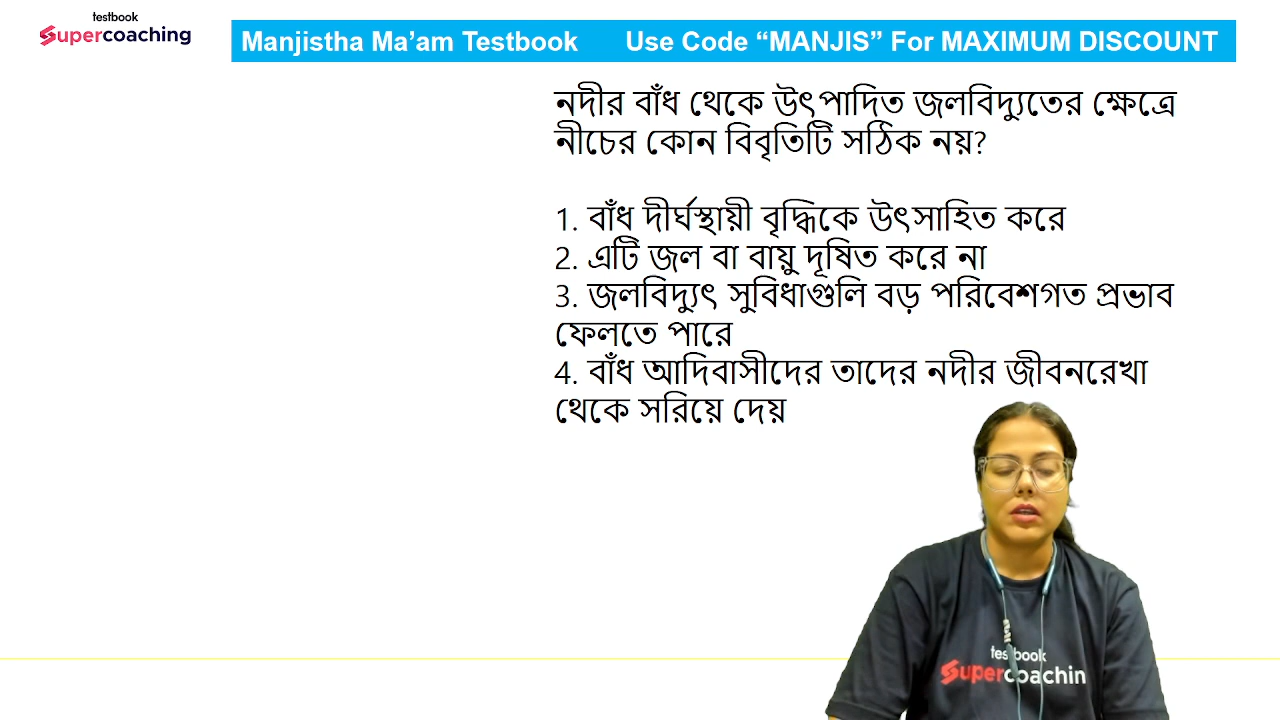 testbook
Supercoaching
Manjistha Ma’am Testbook Use Code “MANJIS” For MAXIMUM DISCOUNT
নদীর বাঁধ থেকে উৎপাদিত জলবিদ্যুতের ক্ষেত্রে
নীচের কোন বিবৃতিটি সঠিক নয়?
1. বাঁধ দীর্ঘস্থায়ী বৃদ্ধিকে উৎসাহিত করে
2. এটি জল বা বায়ু দূষিত করে না
3. জলবিদ্যুৎ সুবিধাগুলি বড় পরিবেশগত প্রভাব
ফেলতে পারে
4. বাঁধ আদিবাসীদের তাদের নদীর জীবনরেখা
থেকে সরিয়ে দেয়
testbook
Supercoachin